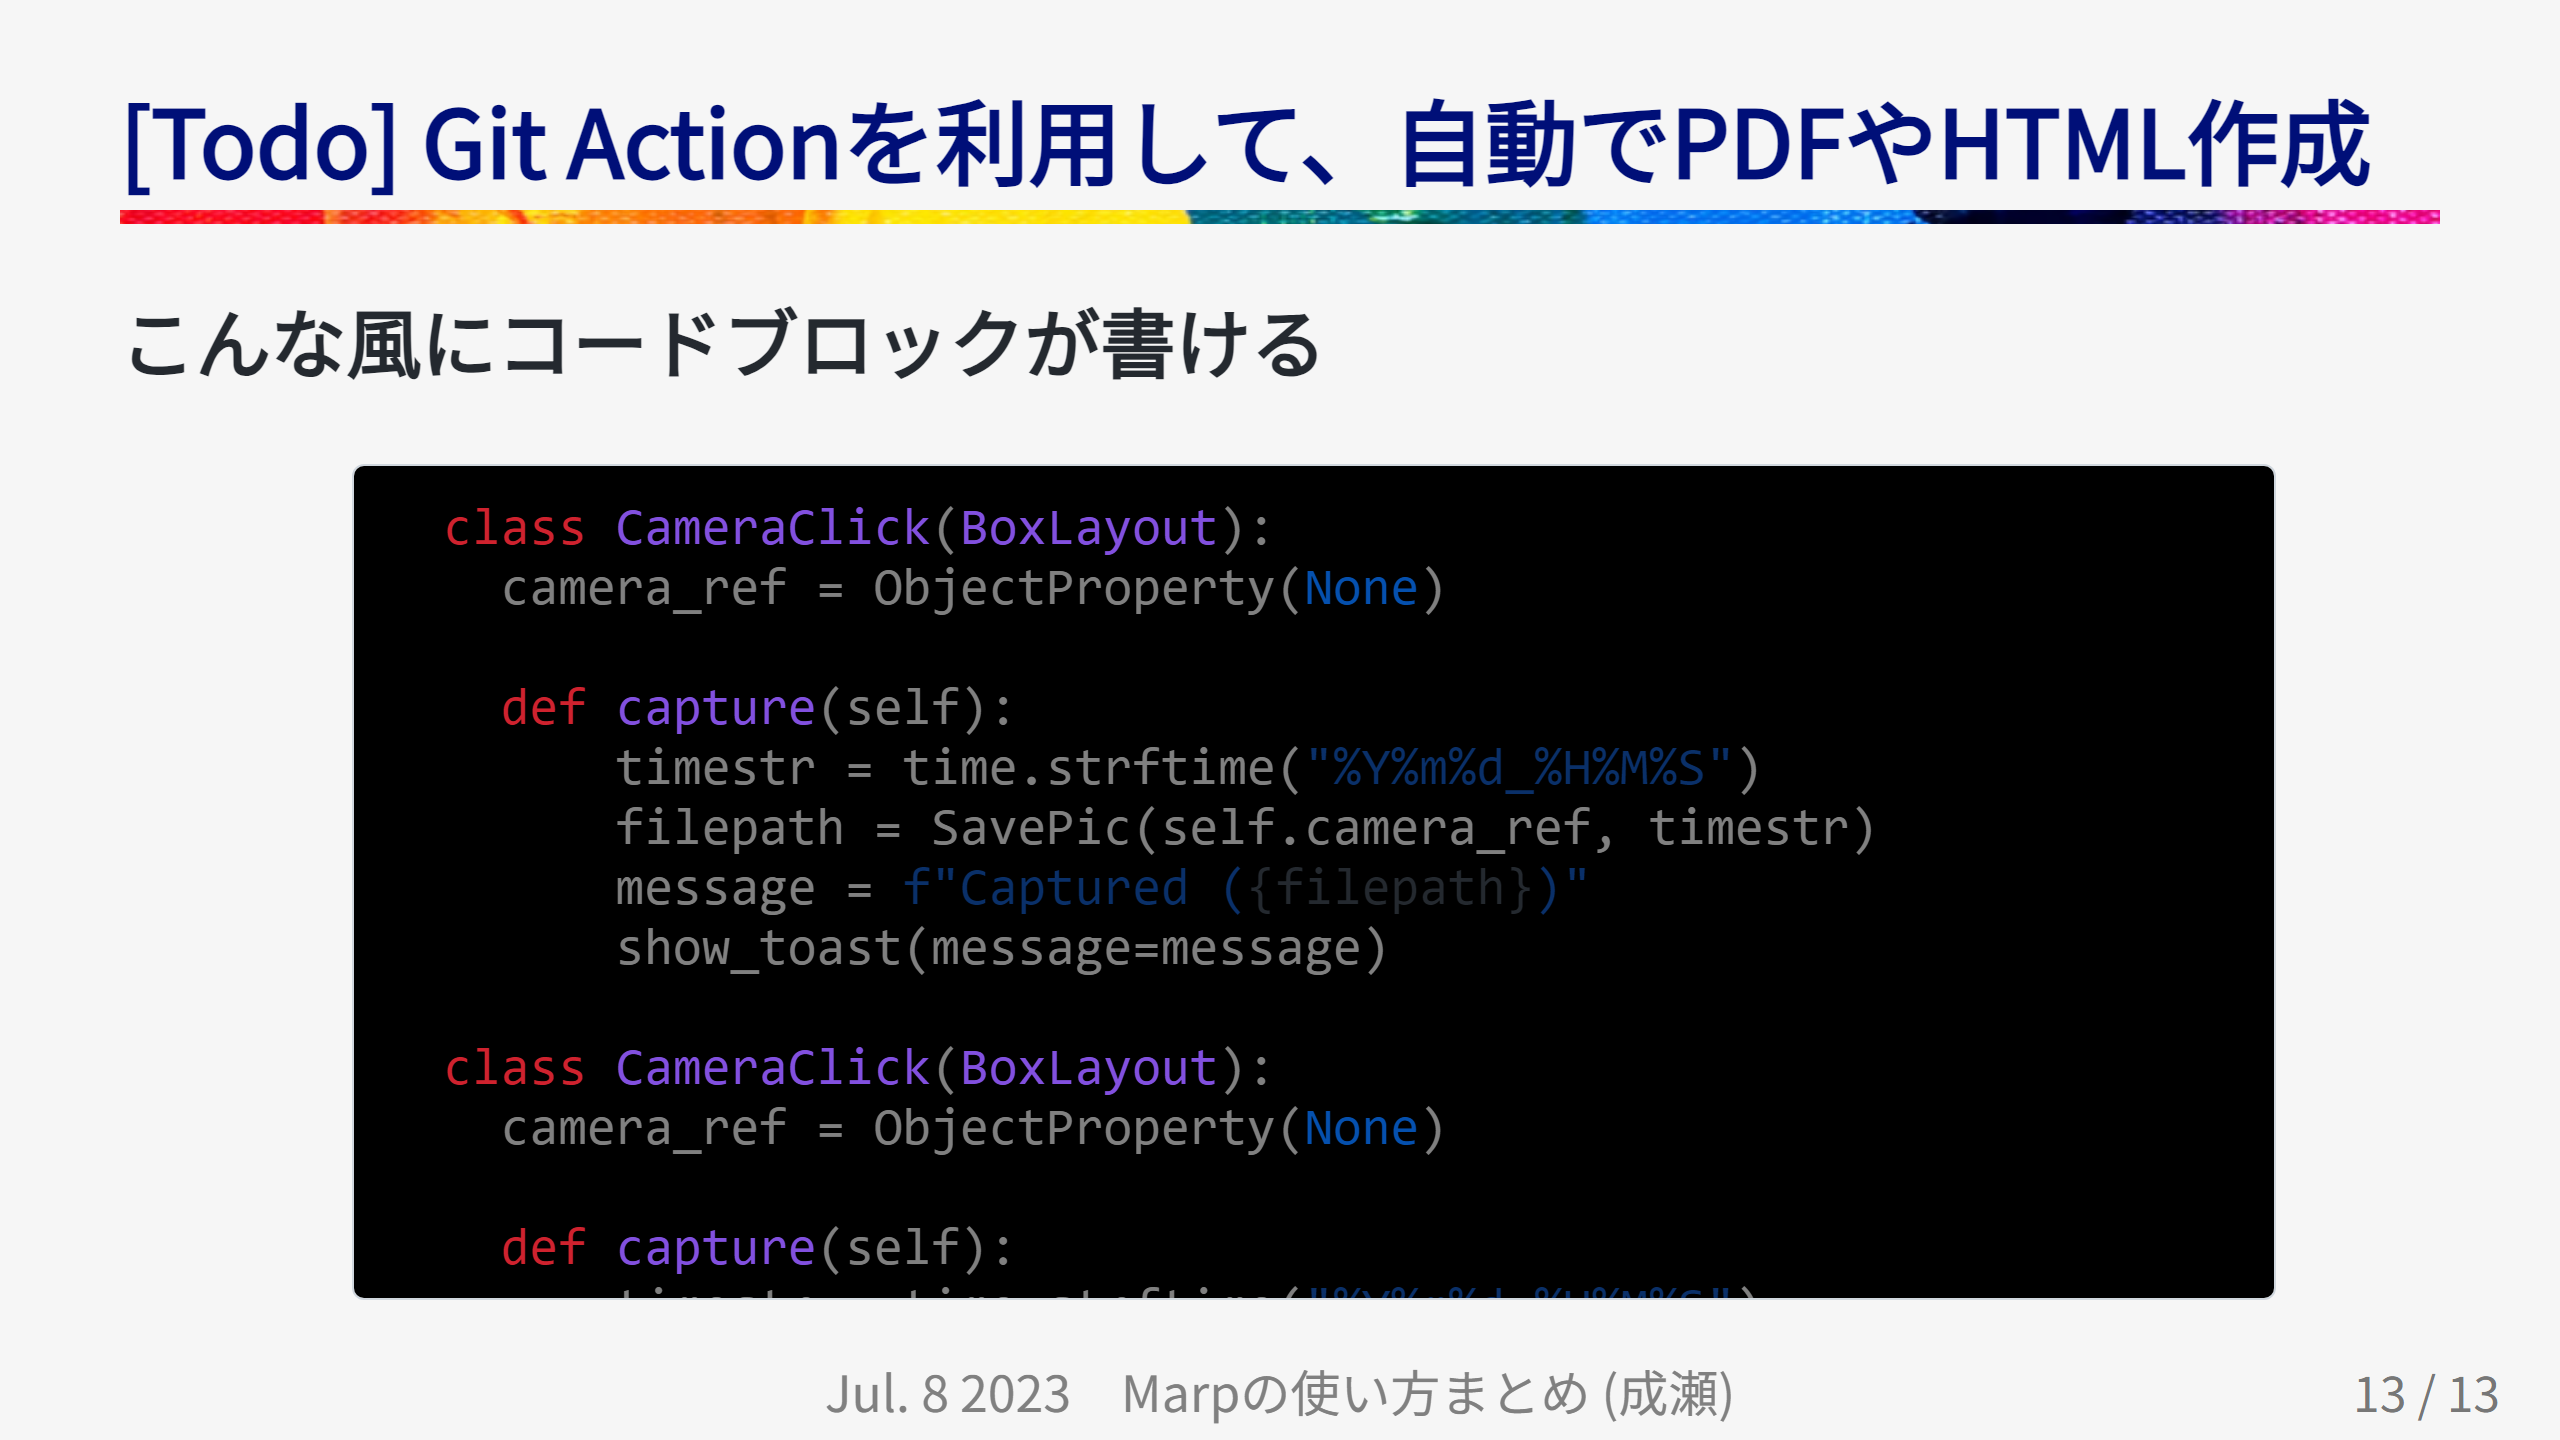 [Todo] Git Actionを利用して、自動でPDFやHTML作成
こんな風にコードブロックが書ける
class CameraClick(BoxLayout):
  camera_ref = ObjectProperty(None)
  def capture(self):
      timestr = time.strftime("%Y%m%d_%H%M%S")
      filepath = SavePic(self.camera_ref, timestr)
      message = f"Captured ({filepath})"
      show_toast(message=message)
class CameraClick(BoxLayout):
  camera_ref = ObjectProperty(None)
  def capture(self):
      timestr = time.strftime("%Y%m%d_%H%M%S")
Jul. 8 2023　Marpの使い方まとめ (成瀬)
13 / 13